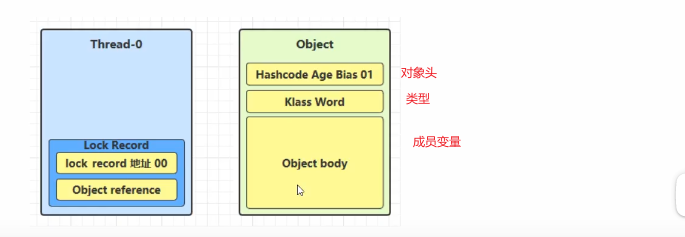 Thread-0
Lock Record
lock record 地址 00
Object reference
Object
Hashcode Age Bias 01
对象头
Klass Word
类型
Object body
成员变量